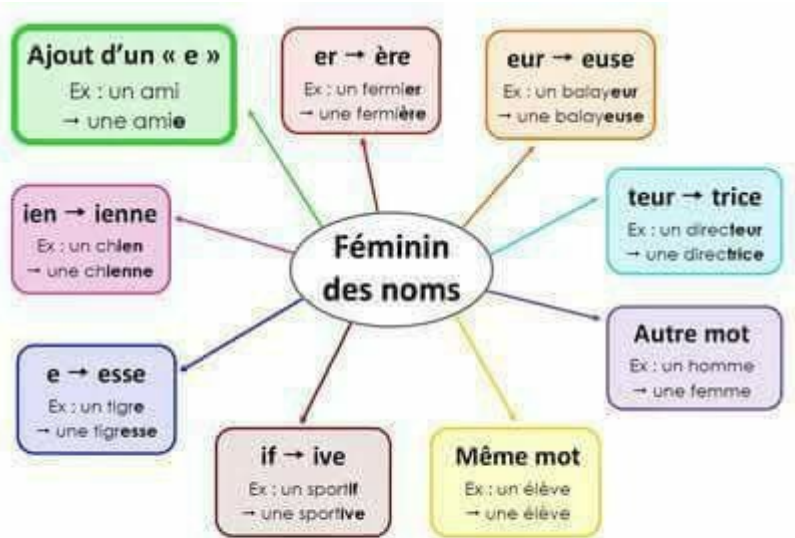 Ajout d'un « e »
Ex : un ami
→ une amie
er → ère
Ex : un fermier
→ une fermière
eur → euse
Ex : un balayeur
→ une balayeuse
ien → ienne
Ex : un chien
→ une chienne
Féminin
des noms
teur → trice
Ex : un directeur
→ une directrice
e → esse
Ex : un tigre
→ une tigresse
Autre mot
Ex : un homme
→ une femme
if → ive
Ex : un sportif
→ une sportive
Même mot
Ex : un élève
→ une élève